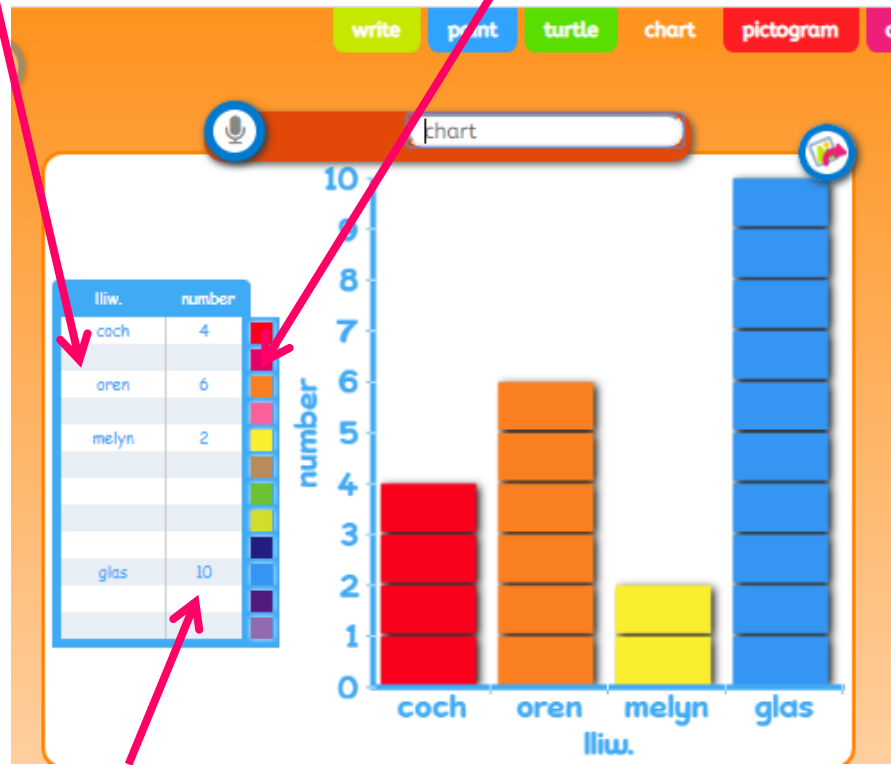 write paint turtle chart pictogram
chart
lliw. number
coch 4
oren 6
melyn 2
glas 10
10
9
8
7
6
5
4
3
2
1
0
number
coch oren melyn glas
lliw.